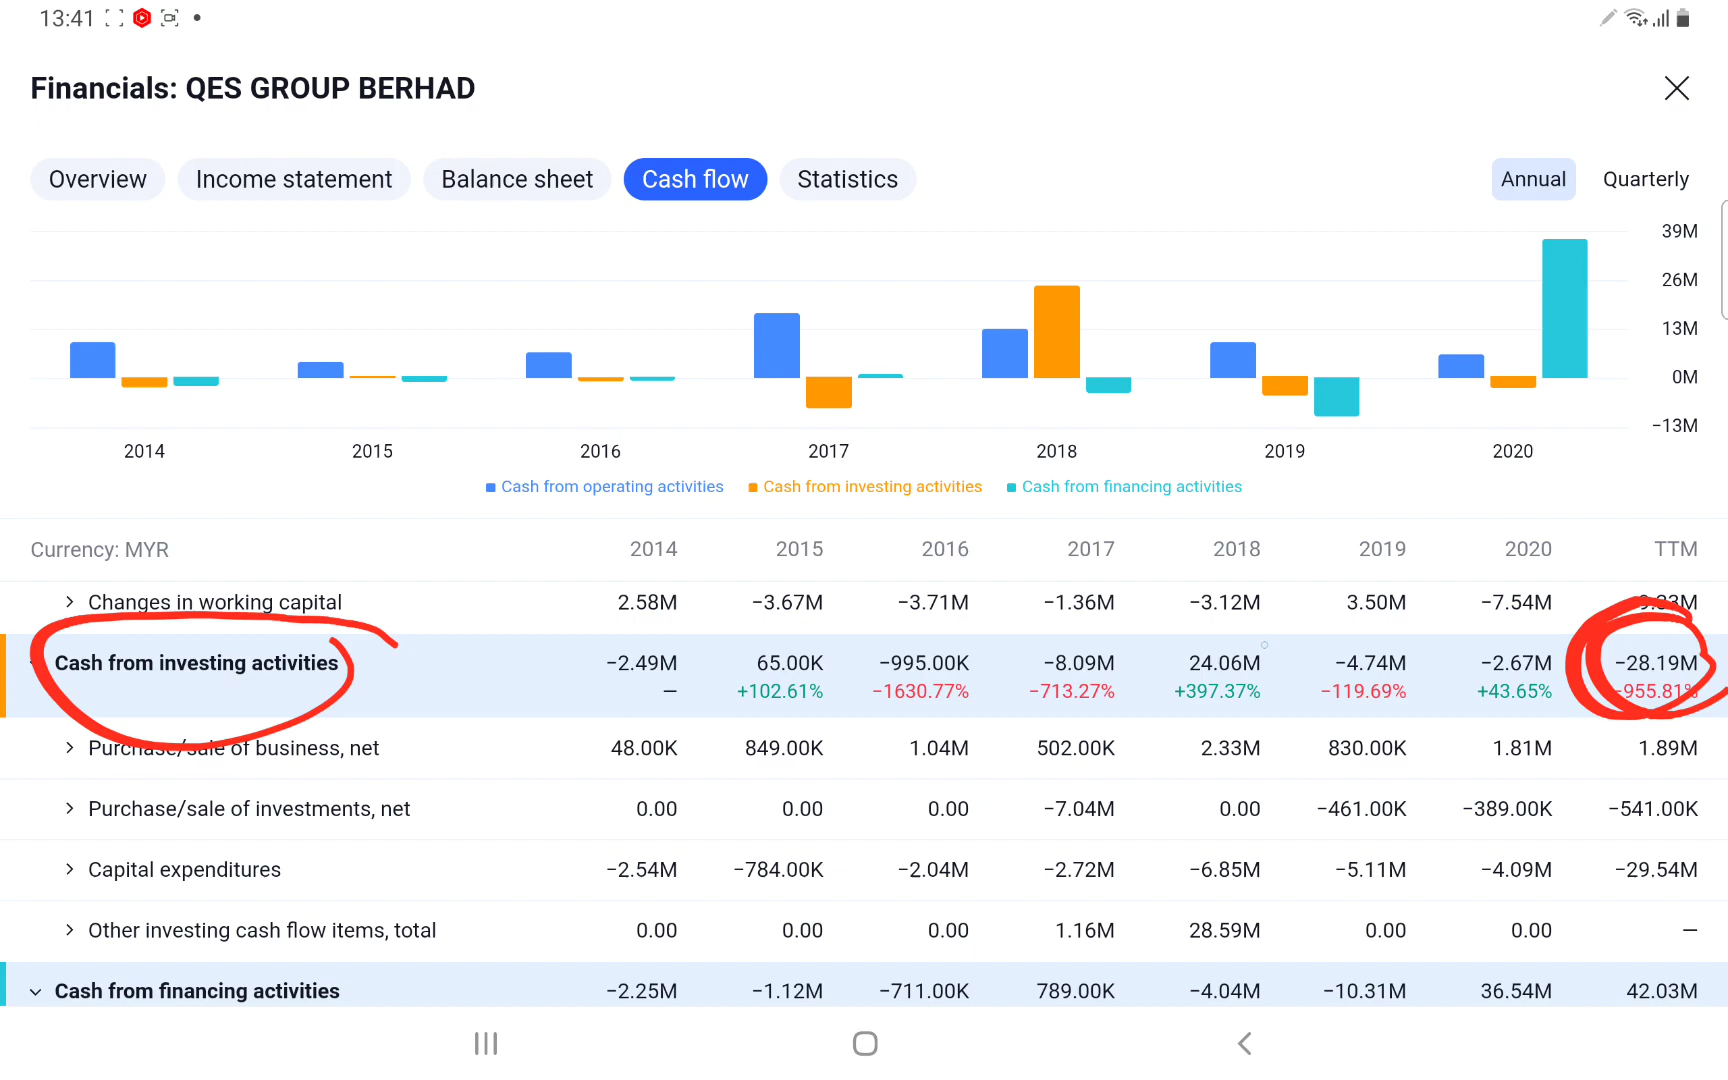 13:41
Financials: QES GROUP BERHAD
Overview Income statement Balance sheet Cash flow Statistics Annual Quarterly
39M
26M
13M
0M
−13M
2014 2015 2016 2017 2018 2019 2020
Cash from operating activities Cash from investing activities Cash from financing activities
Currency: MYR 2014 2015 2016 2017 2018 2019 2020 TTM
Changes in working capital 2.58M −3.67M −3.71M −1.36M −3.12M 3.50M −7.54M
Cash from investing activities −2.49M 65.00K −995.00K −8.09M 24.06M −4.74M −2.67M −28.19M
— +102.61% −1630.77% −713.27% +397.37% −119.69% +43.65% −955.81%
Purchase/sale of business, net 48.00K 849.00K 1.04M 502.00K 2.33M 830.00K 1.81M 1.89M
Purchase/sale of investments, net 0.00 0.00 0.00 −7.04M 0.00 −461.00K −389.00K −541.00K
Capital expenditures −2.54M −784.00K −2.04M −2.72M −6.85M −5.11M −4.09M −29.54M
Other investing cash flow items, total 0.00 0.00 0.00 1.16M 28.59M 0.00 0.00 —
Cash from financing activities −2.25M −1.12M −711.00K 789.00K −4.04M −10.31M 36.54M 42.03M